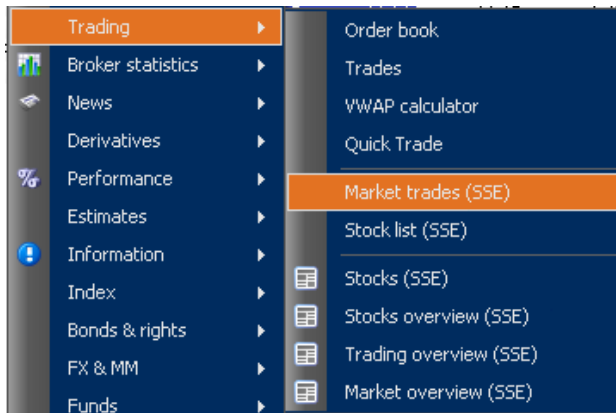 Trading
Broker statistics
News
Derivatives
Performance
Estimates
Information
Index
Bonds & rights
FX & MM
Funds
Order book
Trades
VWAP calculator
Quick Trade
Market trades (SSE)
Stock list (SSE)
Stocks (SSE)
Stocks overview (SSE)
Trading overview (SSE)
Market overview (SSE)